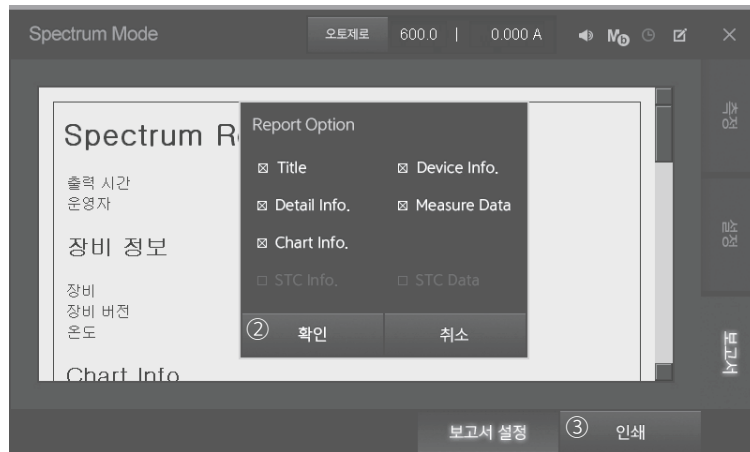 Spectrum Mode 오토제로 600.0 | 0.000 A
측정
설정
보고서
Spectrum R
출력 시간
운영자
장비 정보
장비
장비 버전
온도
Chart Info
Report Option
☒ Title ☒ Device Info.
☒ Detail Info. ☒ Measure Data
☒ Chart Info.
☐ STC Info. ☐ STC Data
② 확인 취소
보고서 설정 ③ 인쇄